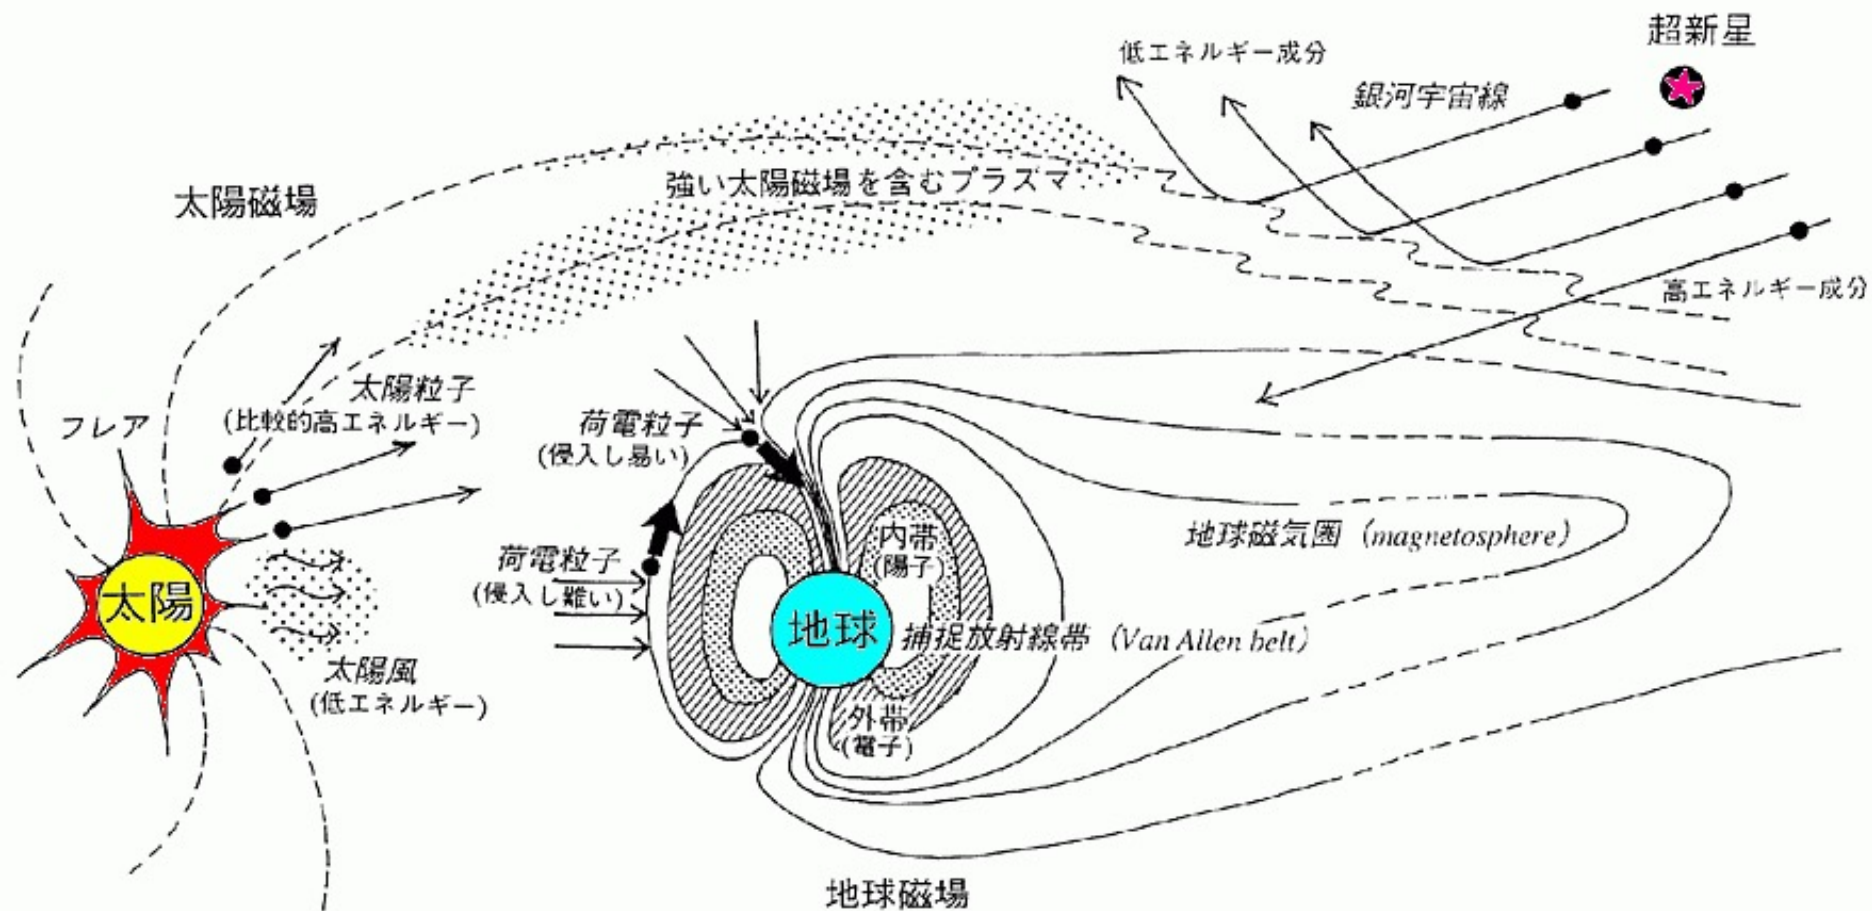 超新星
低エネルギー成分
銀河宇宙線
強い太陽磁場を含むプラズマ
太陽磁場
高エネルギー成分
太陽粒子
(比較的高エネルギー)
フレア
荷電粒子
(侵入し易い)
内帯
(陽子)
地球磁気圏 (magnetosphere)
荷電粒子
(侵入し難い)
太陽
地球
捕捉放射線帯 (Van Allen belt)
太陽風
(低エネルギー)
外帯
(電子)
地球磁場